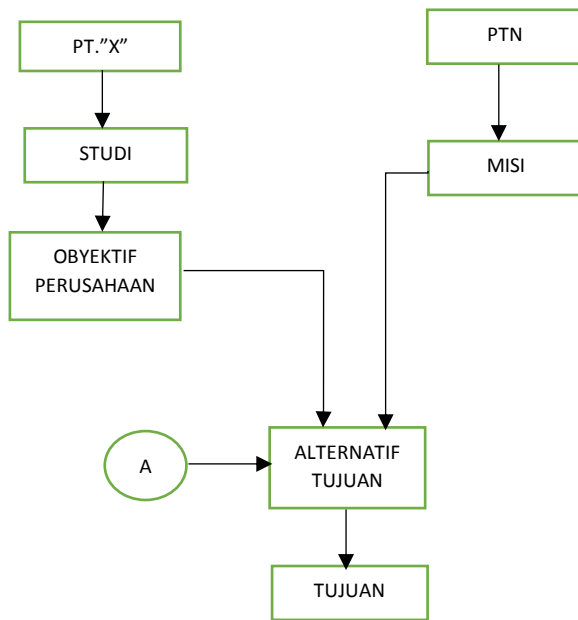 PT.”X”
PTN
STUDI
MISI
OBYEKTIF
PERUSAHAAN
A
ALTERNATIF
TUJUAN
TUJUAN